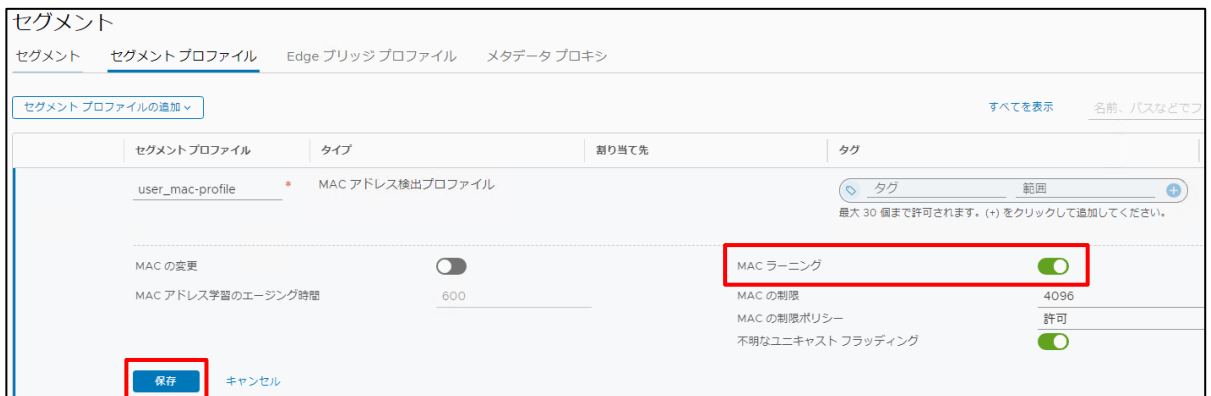 セグメント
セグメント セグメント プロファイル Edge ブリッジ プロファイル メタデータ プロキシ
セグメント プロファイルの追加 すべてを表示 名前、パスなどでフ
セグメント プロファイル タイプ 割り当て先 タグ
user_mac-profile * MAC アドレス検出プロファイル タグ 範囲
最大 30 個まで許可されます。(+) をクリックして追加してください。
MAC の変更 MAC ラーニング
MAC アドレス学習のエージング時間 600 MAC の制限 4096
MAC の制限ポリシー 許可
不明なユニキャスト フラッディング
保存 キャンセル